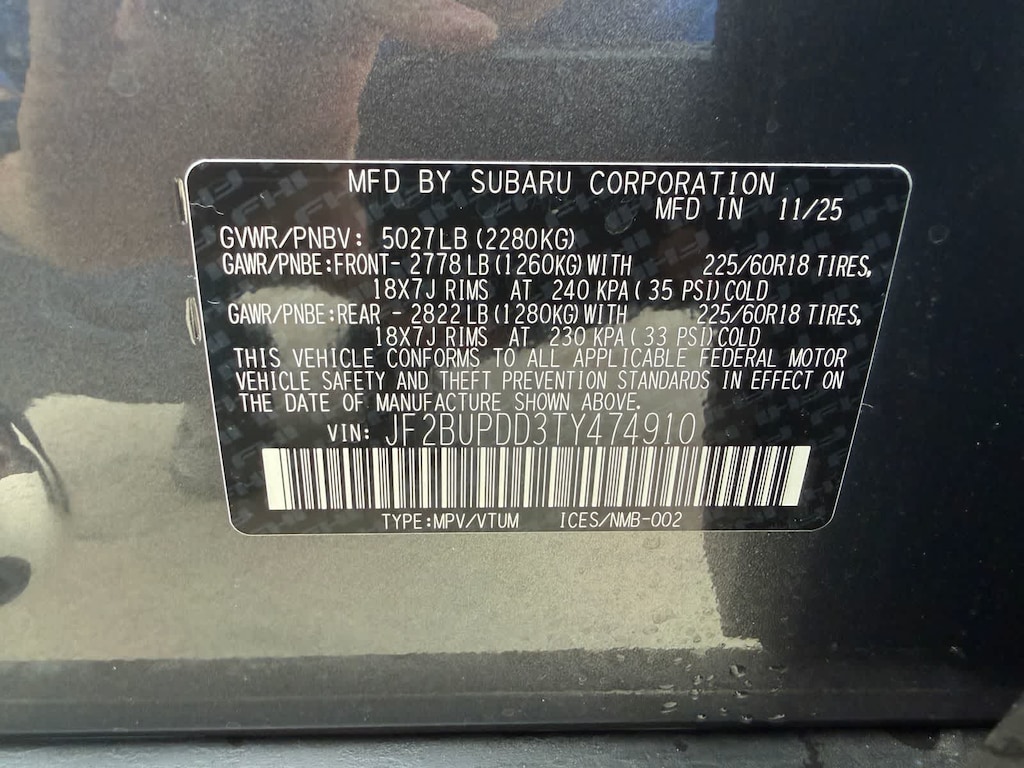 MFD BY SUBARU CORPORATION
MFD IN 11/25
GVWR/PNBV: 5027LB (2280KG)
GAWR/PNBE:FRONT- 2778 LB (1260KG) WITH 225/60R18 TIRES,
18X7J RIMS AT 240 KPA ( 35 PSI) COLD
GAWR/PNBE:REAR - 2822 LB (1280KG) WITH 225/60R18 TIRES,
18X7J RIMS AT 230 KPA ( 33 PSI) COLD
THIS VEHICLE CONFORMS TO ALL APPLICABLE FEDERAL MOTOR
VEHICLE SAFETY AND THEFT PREVENTION STANDARDS IN EFFECT ON
THE DATE OF MANUFACTURE SHOWN ABOVE.
VIN: JF2BUPDD3TY474910
TYPE:MPV/VTUM ICES/NMB-002